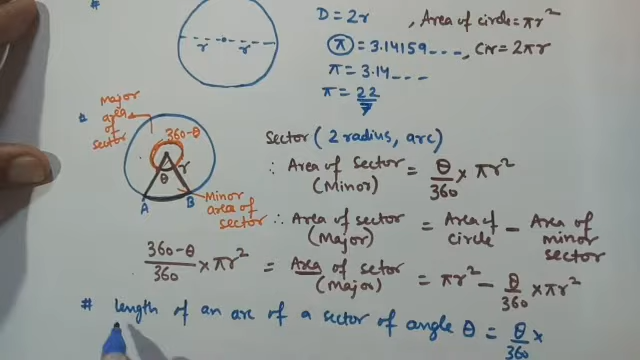 #
r r
D = 2r , Area of circle = πr²
π = 3.14159--- , Cir = 2πr
π = 3.14---
π = 22/7
Major
area
of
sector
360-θ
r
θ
A B
Minor
area of
sector
Sector (2 radius, arc)
∴ Area of sector = θ/360 × πr²
(Minor)
∴ Area of sector = Area of circle - Area of minor sector
(Major)
360-θ/360 × πr² = Area of sector = πr² - θ/360 × πr²
(Major)
# length of an arc of a sector of angle θ = θ/360 ×